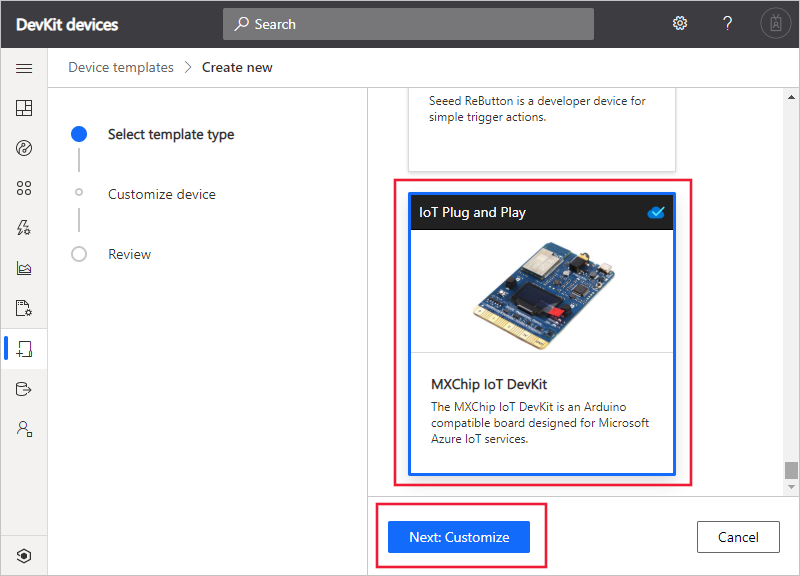 DevKit devices
Search
?
Device templates > Create new
Select template type
Customize device
Review
Seeed ReButton is a developer device for
simple trigger actions.
IoT Plug and Play
MXChip IoT DevKit
The MXChip IoT DevKit is an Arduino
compatible board designed for Microsoft
Azure IoT services.
Next: Customize
Cancel